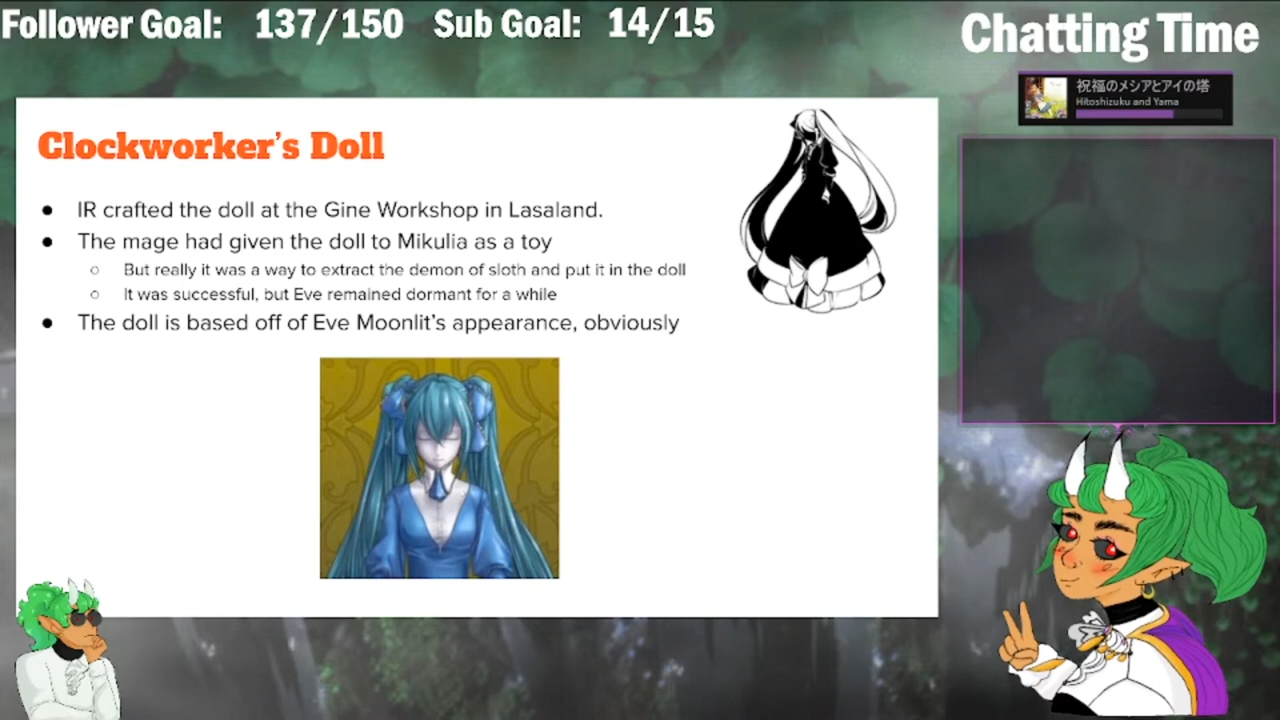 Follower Goal: 137/150 Sub Goal: 14/15
Chatting Time
祝福のメシアとアイの塔
Hitoshizuku and Yama
Clockworker's Doll
● IR crafted the doll at the Gine Workshop in Lasaland.
● The mage had given the doll to Mikulia as a toy
○ But really it was a way to extract the demon of sloth and put it in the doll
○ It was successful, but Eve remained dormant for a while
● The doll is based off of Eve Moonlit's appearance, obviously